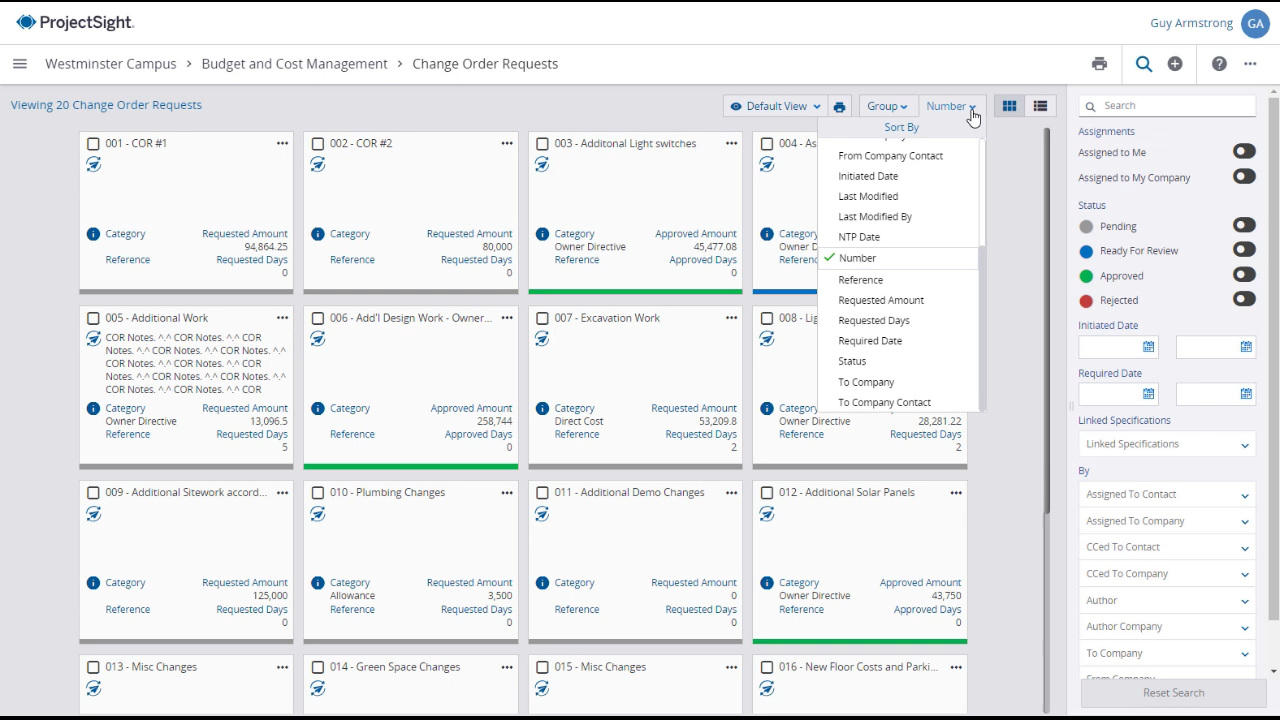 ProjectSight.
Guy Armstrong GA
Westminster Campus > Budget and Cost Management > Change Order Requests
Viewing 20 Change Order Requests
Default View
Group
Number
Sort By
From Company Contact
Initiated Date
Last Modified
Last Modified By
NTP Date
Number
Reference
Requested Amount
Requested Days
Required Date
Status
To Company
To Company Contact
001 - COR #1
Category Requested Amount
94,864.25
Reference Requested Days
0
002 - COR #2
Category Requested Amount
80,000
Reference Requested Days
0
003 - Additonal Light switches
Category Approved Amount
Owner Directive 45,477.08
Reference Approved Days
0
004 - As
Category
Owner D
Referenc
005 - Additional Work
COR Notes. ^.^ COR Notes. ^.^ COR
Notes. ^.^ COR Notes. ^.^ COR Notes. ^.^
COR Notes. ^.^ COR Notes. ^.^ COR
Notes. ^.^ COR Notes. ^.^ COR Notes. ^.^
COR Notes. ^.^ COR Notes. ^.^ COR
Category Requested Amount
Owner Directive 13,096.5
Reference Requested Days
5
006 - Add'l Design Work - Owner...
Category Approved Amount
258,744
Reference Approved Days
0
007 - Excavation Work
Category Requested Amount
Direct Cost 53,209.8
Reference Requested Days
2
008 - Lig
Category
Owner Directive 28,281.22
Reference Requested Days
2
009 - Additional Sitework accord...
Category Requested Amount
125,000
Reference Requested Days
0
010 - Plumbing Changes
Category Requested Amount
Allowance 3,500
Reference Requested Days
0
011 - Additional Demo Changes
Category Requested Amount
0
Reference Requested Days
0
012 - Additional Solar Panels
Category Approved Amount
Owner Directive 43,750
Reference Approved Days
0
013 - Misc Changes
014 - Green Space Changes
015 - Misc Changes
016 - New Floor Costs and Parki...
Search
Assignments
Assigned to Me
Assigned to My Company
Status
Pending
Ready For Review
Approved
Rejected
Initiated Date
Required Date
Linked Specifications
Linked Specifications
By
Assigned To Contact
Assigned To Company
CCed To Contact
CCed To Company
Author
Author Company
To Company
From Company
Reset Search